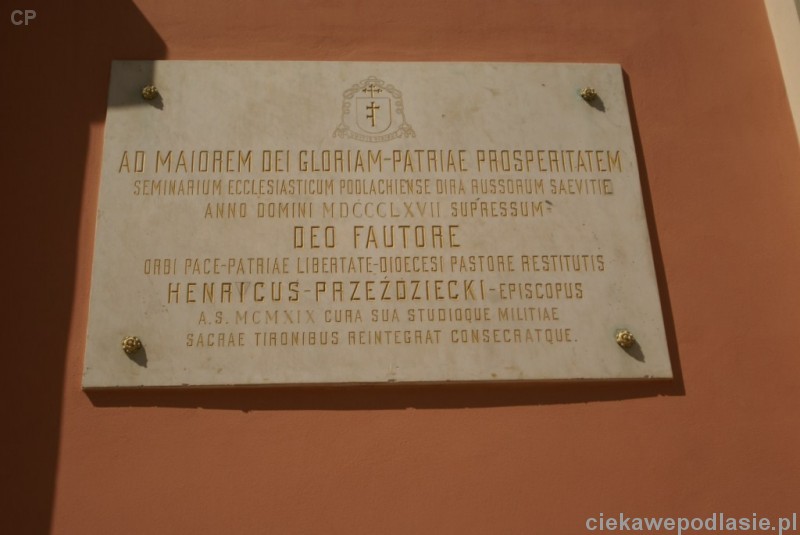 CP
AD MAIOREM DEI GLORIAM-PATRIAE PROSPERITATEM
SEMINARIUM ECCLESIASTICUM PODLACHIENSE DIRA RUSSORUM SAEVITIE
ANNO DOMINI MDCCCLXVII SUPRESSUM-
DEO FAUTORE
ORBI PACE-PATRIAE LIBERTATE-DIOECESI PASTORE RESTITUTIS
HENRICUS-PRZEŹDZIECKI-EPISCOPUS
A.S. MCMXIX CURA SUA STUDIOQUE MILITIAE
SACRAE TIRONIBUS REINTEGRAT CONSECRATQUE.
ciekawepodlasie.pl